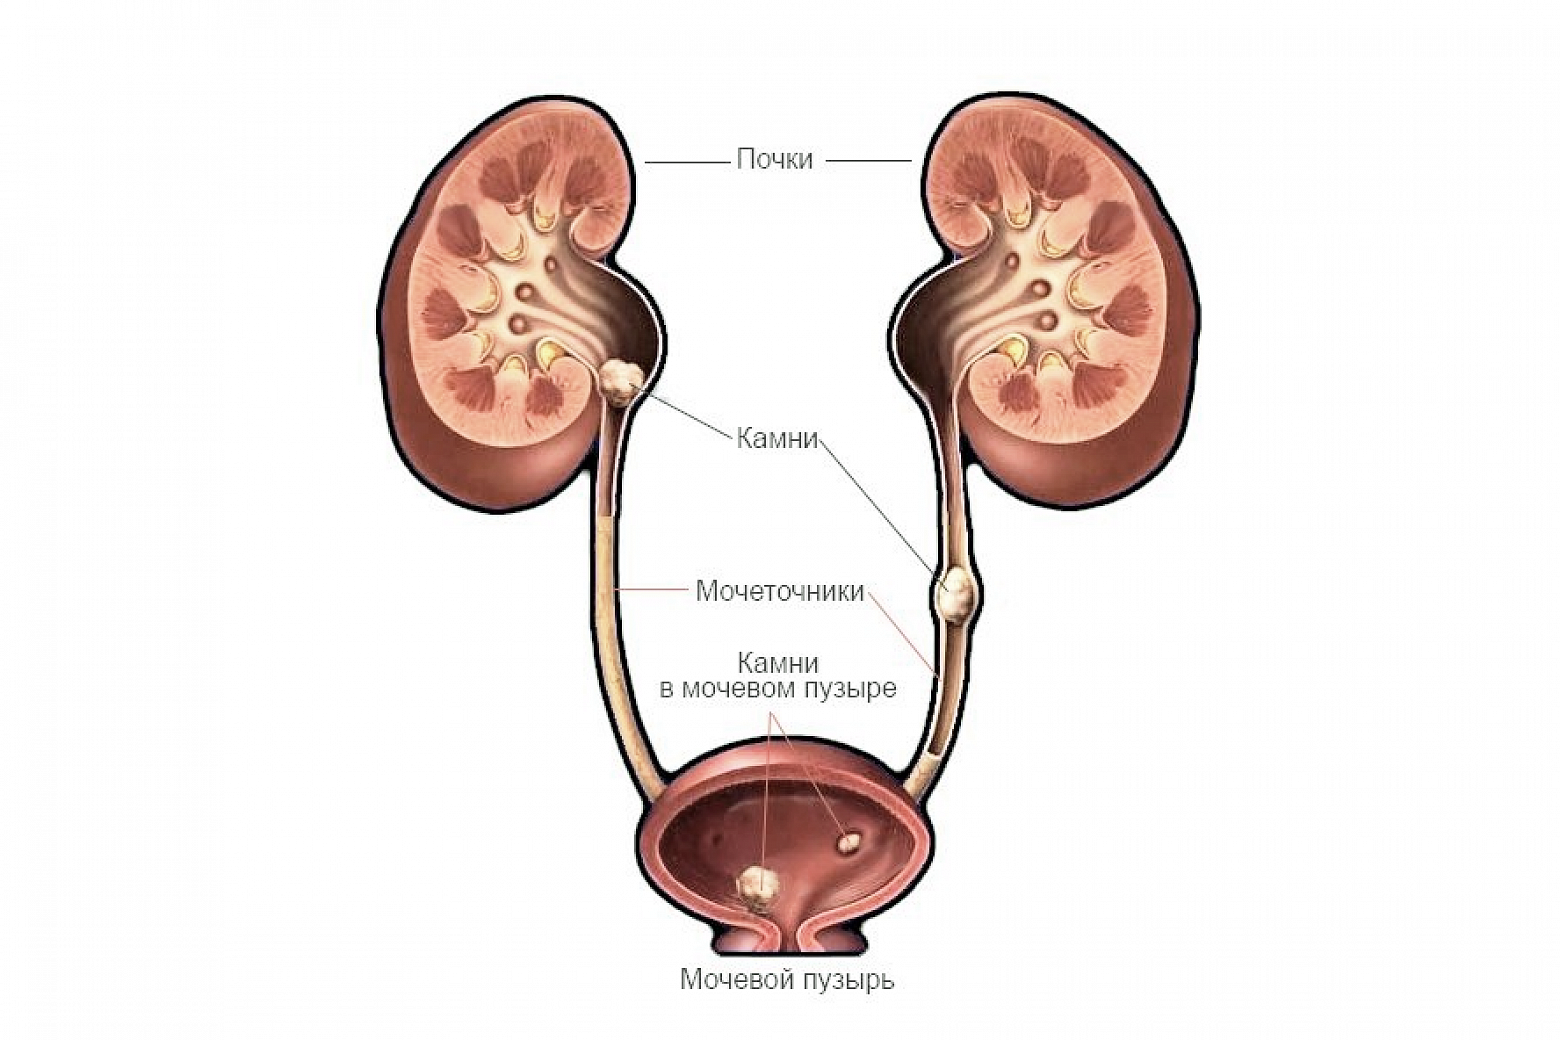 Почки
Камни
Мочеточники
Камни
в мочевом пузыре
Мочевой пузырь